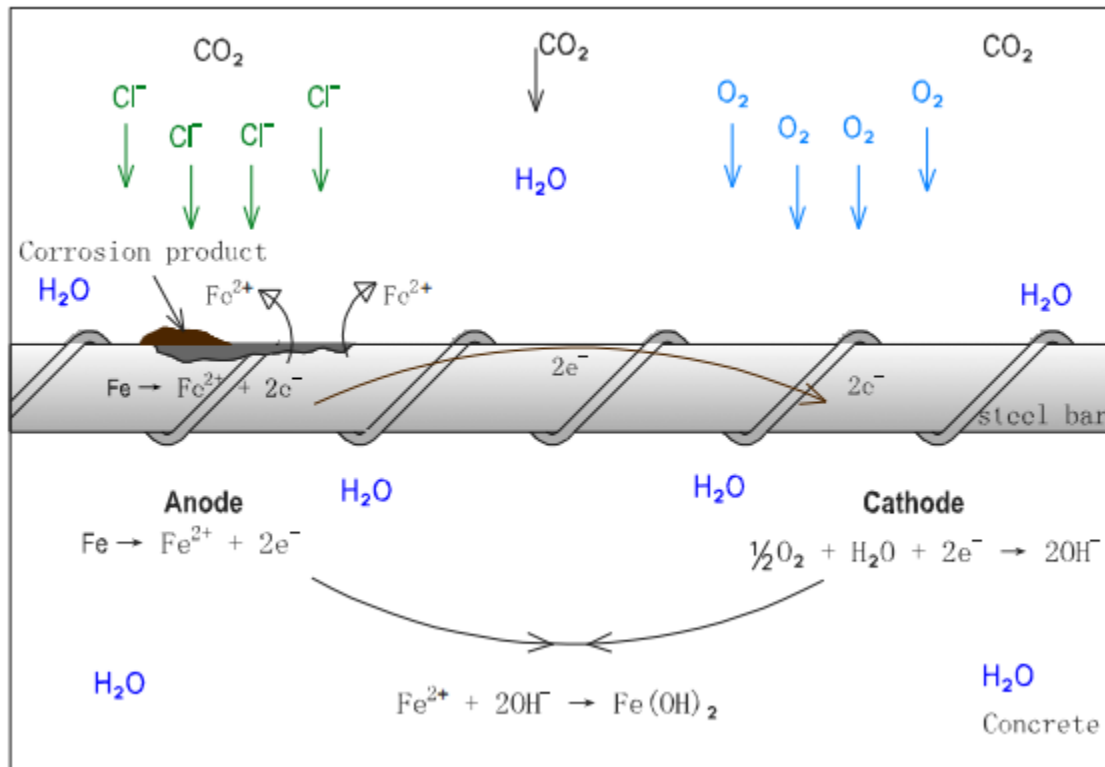 CO₂ CO₂ CO₂
Cl⁻ Cl⁻ O₂ O₂
Cl⁻ Cl⁻ O₂ O₂
H₂O
Corrosion product
H₂O Fe²⁺ Fe²⁺ H₂O
2e⁻
Fe → Fe²⁺ + 2e⁻ 2e⁻
steel bar
H₂O H₂O
Anode Cathode
Fe → Fe²⁺ + 2e⁻ ½O₂ + H₂O + 2e⁻ → 2OH⁻
H₂O H₂O
Fe²⁺ + 2OH⁻ → Fe(OH)₂
Concrete